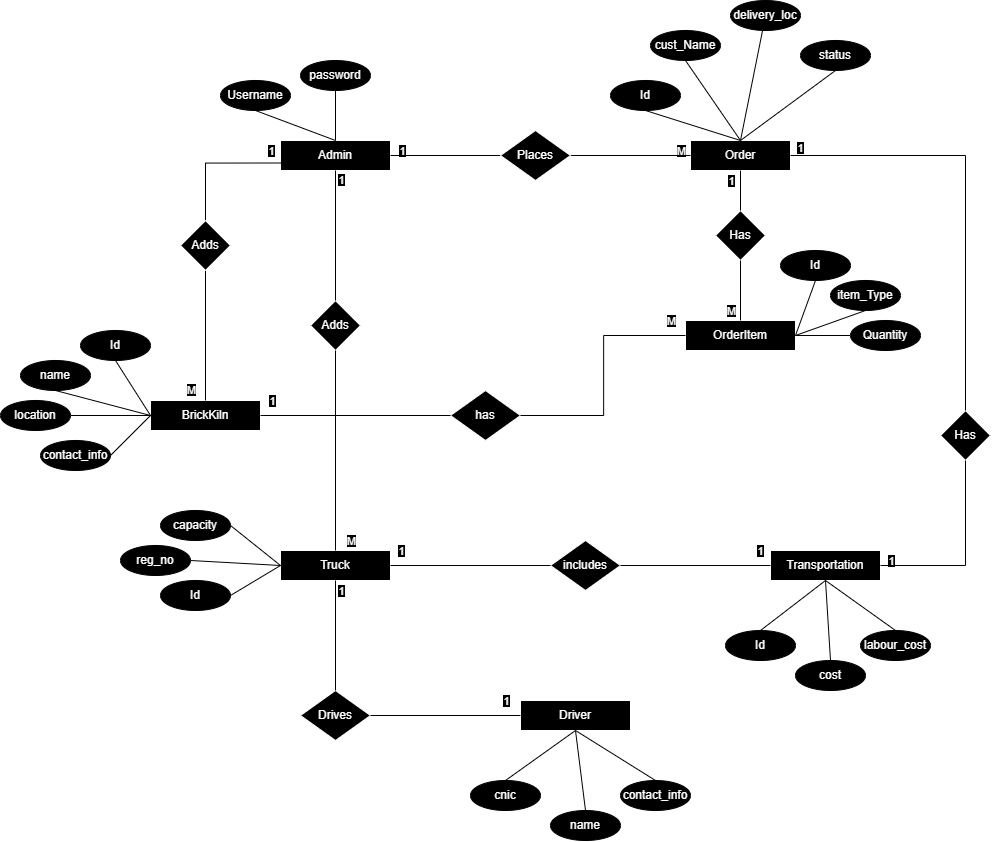 delivery_loc
cust_Name
status
password
Username
Id
1
Admin
1
Places
M
Order
1
1
1
Adds
Has
Id
item_Type
M
M
OrderItem
Quantity
Adds
Id
name
M
1
location
BrickKiln
has
contact_info
Has
capacity
M
1
reg_no
Truck
includes
1
Transportation
1
Id
1
Id
labour_cost
cost
Drives
1
Driver
cnic
contact_info
name